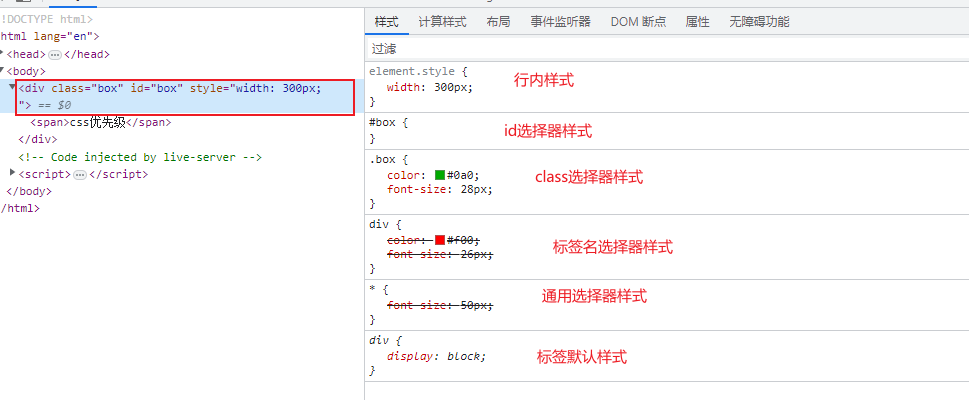 !DOCTYPE html>
html lang="en">
<head> ⋯ </head>
<body>
<div class="box" id="box" style="width: 300px;
"> == $0
<span>css优先级</span>
</div>
<!-- Code injected by live-server -->
<script> ⋯ </script>
</body>
/html>
样式 计算样式 布局 事件监听器 DOM 断点 属性 无障碍功能
过滤
element.style {
width: 300px;
}
行内样式
#box {
}
id选择器样式
.box {
color: #0a0;
font-size: 28px;
}
class选择器样式
div {
color: #f00;
font-size: 26px;
}
标签名选择器样式
* {
font-size: 50px;
}
通用选择器样式
div {
display: block;
}
标签默认样式